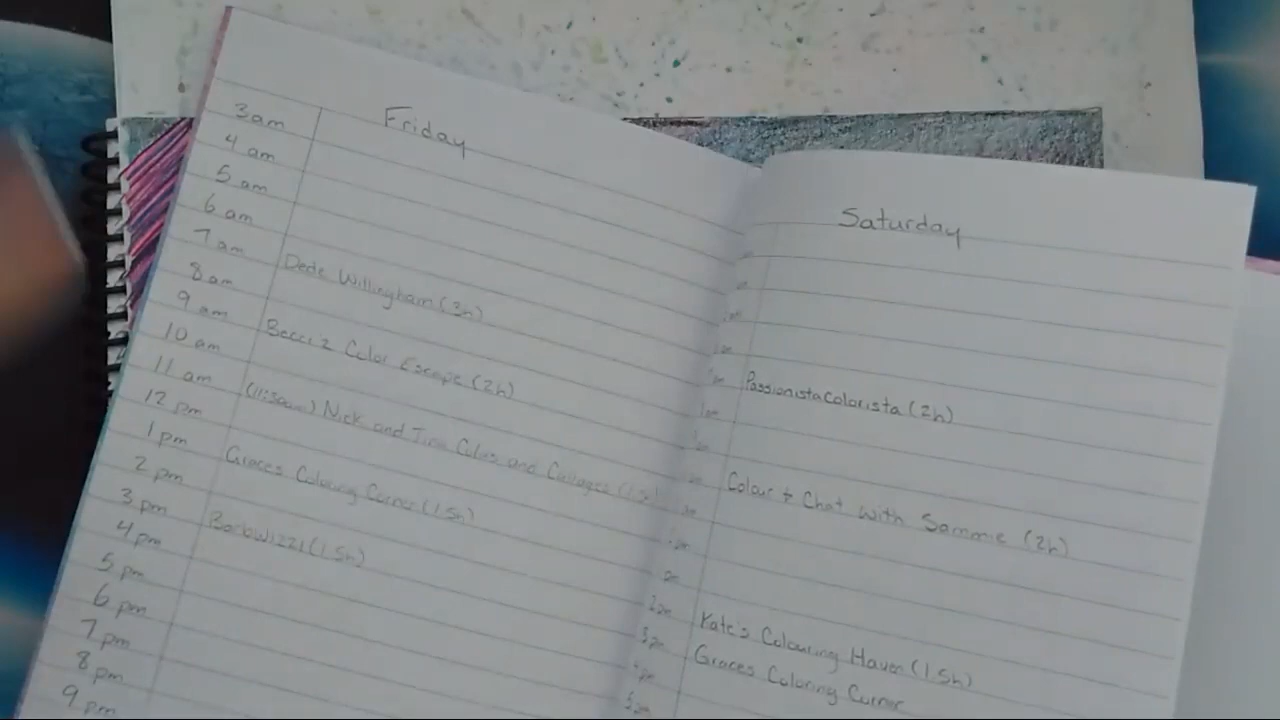 Friday
3am
4 am
5 am
6 am
7 am Dede Willingham (3h)
8 am
9 am Becciz Color Escape (2h)
10 am
11 am (11:30am) Nick and Tina Colors and Collages
12 pm
1 pm Graces Coloring Corner (1.5h)
2 pm
3 pm Barbwizzi (1.5h)
4 pm
5 pm
6 pm
7 pm
8 pm
9 pm
Saturday
Passionista Colorista (2h)
Colour & Chat with Sammie (2h)
Kate's Colouring Haven (1.5h)
Graces Coloring Corner